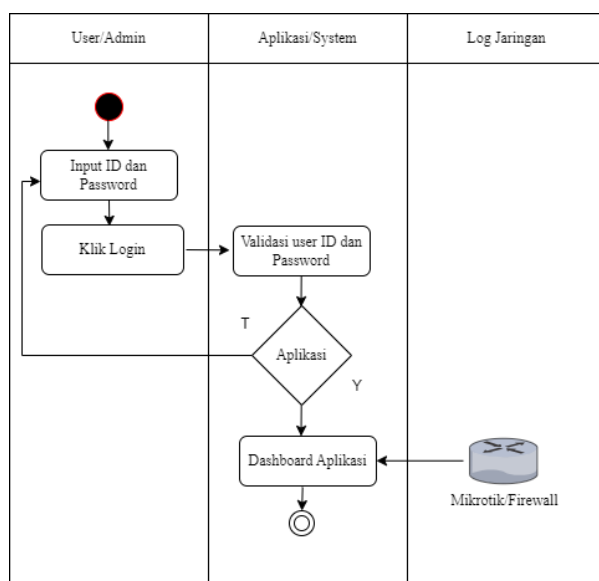 User/Admin
Aplikasi/System
Log Jaringan
Input ID dan
Password
Klik Login
Validasi user ID dan
Password
T
Aplikasi
Y
Dashboard Aplikasi
Mikrotik/Firewall